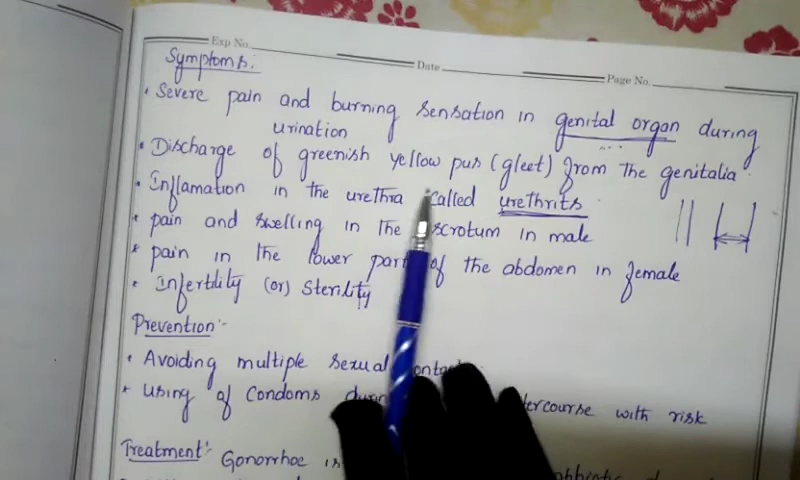 Exp No.
Date
Page No.
Symptoms.
• Severe pain and burning sensation in genital organ during
urination
• Discharge of greenish yellow pus (gleet) from the genitalia.
• Inflamation in the urethra called urethrits.
• pain and swelling in the scrotum in male
• pain in the lower part of the abdomen in female
• Infertility (or) sterility
Prevention:-
• Avoiding multiple sexual
• Using of condoms with risk
Treatment:- Gonorrhoe is